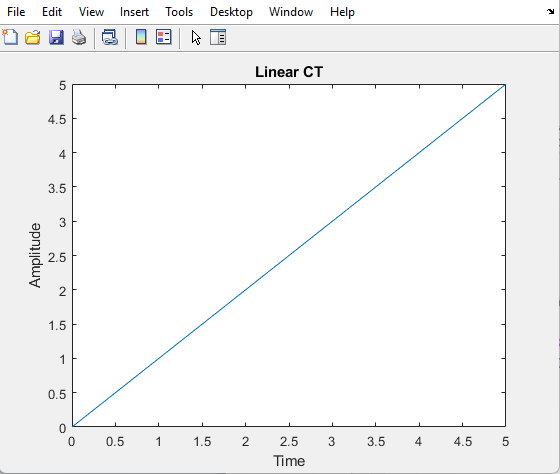 File Edit View Insert Tools Desktop Window Help
Linear CT
5
4.5
4
3.5
3
2.5
2
1.5
1
0.5
0
Amplitude
0 0.5 1 1.5 2 2.5 3 3.5 4 4.5 5
Time